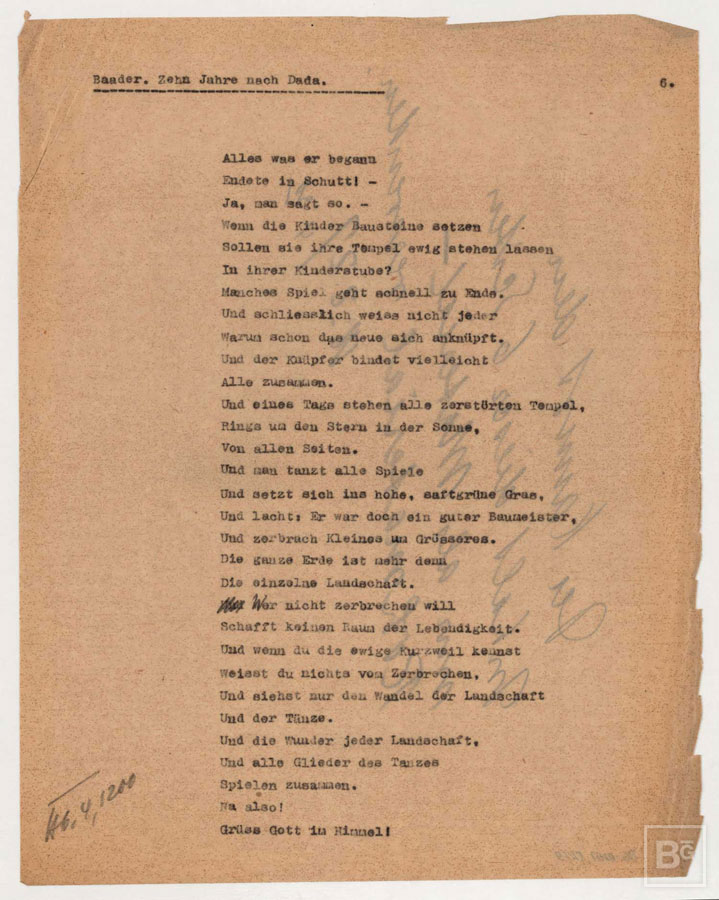 Baader. Zehn Jahre nach Dada.
6.
Alles was er begann
Endete in Schutt! -
Ja, man sagt so. -
Wenn die Kinder Bausteine setzen
Sollen sie ihre Tempel ewig stehen lassen
In ihrer Kinderstube?
Manches Spiel geht schnell zu Ende.
Und schliesslich weiss nicht jeder
Warum schon das neue sich anknüpft.
Und der Knüpfer bindet vielleicht
Alle zusammen.
Und eines Tags stehen alle zerstörten Tempel,
Rings um den Stern in der Sonne,
Von allen Seiten.
Und man tanzt alle Spiele
Und setzt sich ins hohe, saftgrüne Gras,
Und lacht: Er war doch ein guter Baumeister,
Und zerbrach Kleines um Grösseres.
Die ganze Erde ist mehr denn
Die einzelne Landschaft.
Wer nicht zerbrechen will
Schafft keinen Raum der Lebendigkeit.
Und wenn du die ewige Kurzweil kennst
Weisst du nichts vom Zerbrechen,
Und siehst nur den Wandel der Landschaft
Und der Tänze.
Und die Wunder jeder Landschaft,
Und alle Glieder des Tanzes
Spielen zusammen.
Na also!
Grüss Gott im Himmel!
H6.4,1200
BG